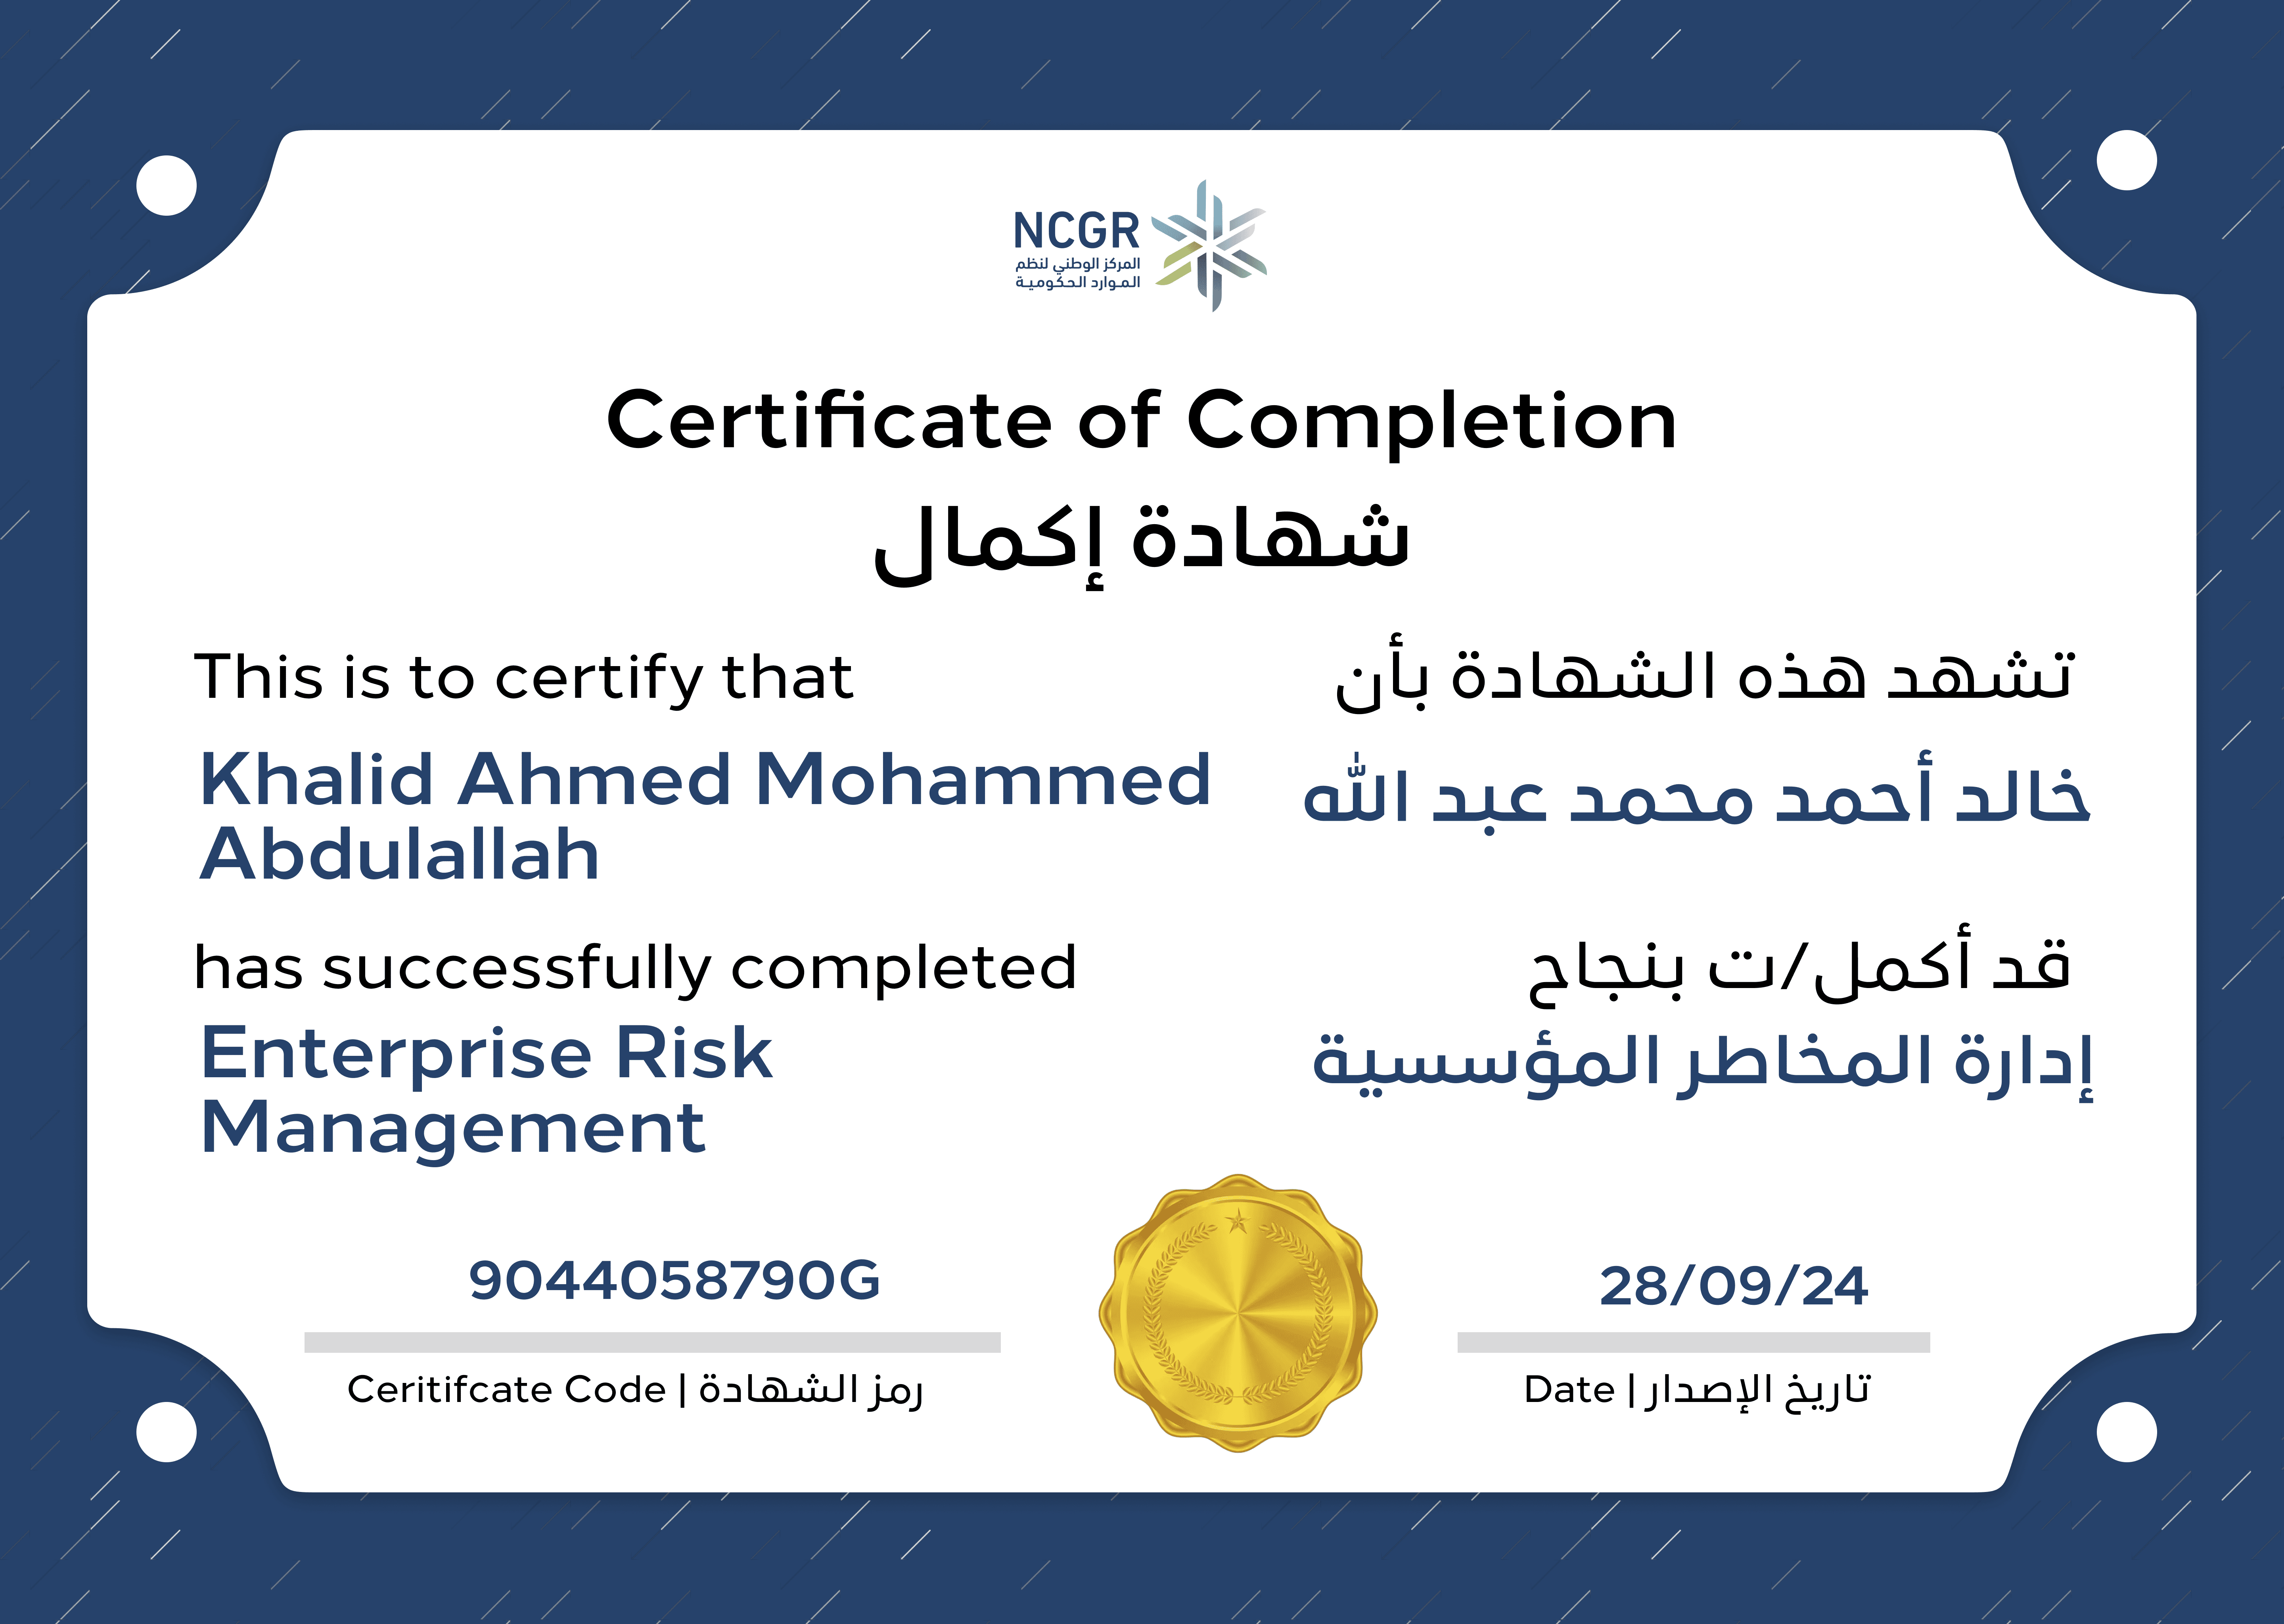 NCGR
المركز الوطني لنظم
الموارد الحكومية
Certificate of Completion
شهادة إكمال
This is to certify that
Khalid Ahmed Mohammed
Abdulallah
has successfully completed
Enterprise Risk
Management
تشهد هذه الشهادة بأن
خالد أحمد محمد عبد الله
قد أكمل/ت بنجاح
إدارة المخاطر المؤسسية
9044058790G
Ceritifcate Code | رمز الشهادة
28/09/24
Date | تاريخ الإصدار